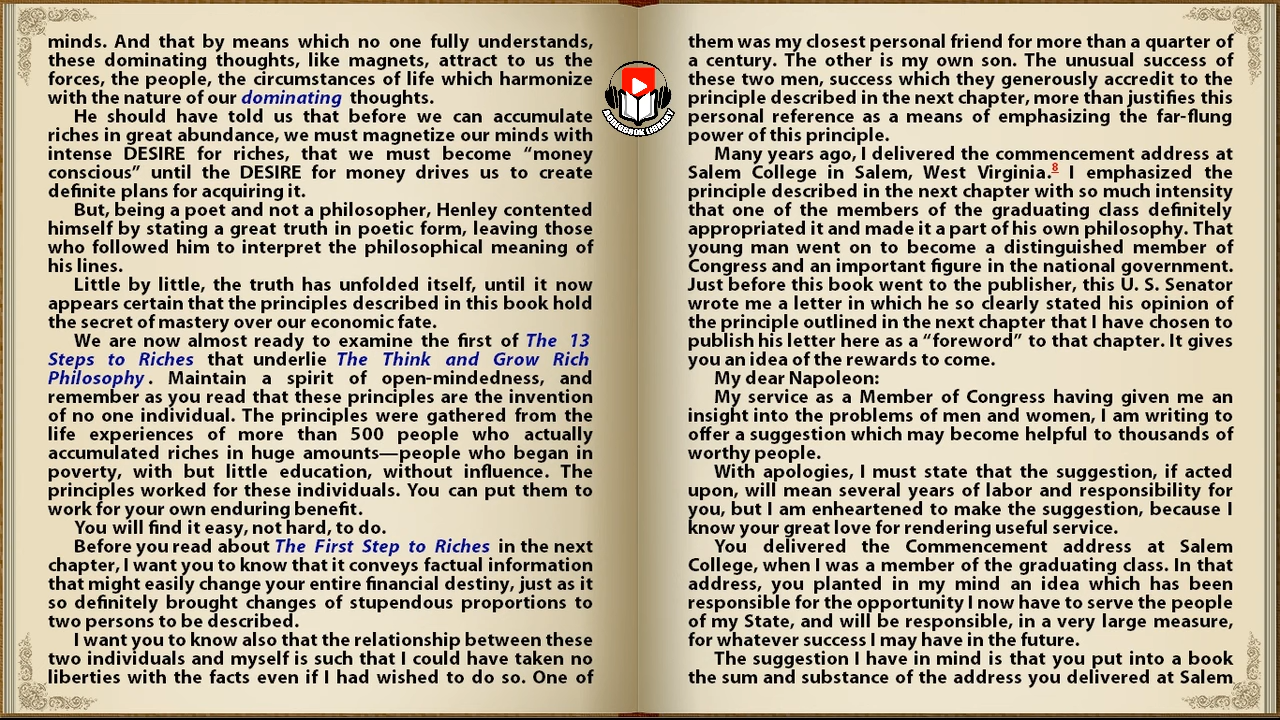 minds. And that by means which no one fully understands,
these dominating thoughts, like magnets, attract to us the
forces, the people, the circumstances of life which harmonize
with the nature of our dominating thoughts.
He should have told us that before we can accumulate
riches in great abundance, we must magnetize our minds with
intense DESIRE for riches, that we must become “money
conscious” until the DESIRE for money drives us to create
definite plans for acquiring it.
But, being a poet and not a philosopher, Henley contented
himself by stating a great truth in poetic form, leaving those
who followed him to interpret the philosophical meaning of
his lines.
Little by little, the truth has unfolded itself, until it now
appears certain that the principles described in this book hold
the secret of mastery over our economic fate.
We are now almost ready to examine the first of The 13
Steps to Riches that underlie The Think and Grow Rich
Philosophy. Maintain a spirit of open-mindedness, and
remember as you read that these principles are the invention
of no one individual. The principles were gathered from the
life experiences of more than 500 people who actually
accumulated riches in huge amounts—people who began in
poverty, with but little education, without influence. The
principles worked for these individuals. You can put them to
work for your own enduring benefit.
You will find it easy, not hard, to do.
Before you read about The First Step to Riches in the next
chapter, I want you to know that it conveys factual information
that might easily change your entire financial destiny, just as it
so definitely brought changes of stupendous proportions to
two persons to be described.
I want you to know also that the relationship between these
two individuals and myself is such that I could have taken no
liberties with the facts even if I had wished to do so. One of
AUDIOBOOK LIBRARY
them was my closest personal friend for more than a quarter of
a century. The other is my own son. The unusual success of
these two men, success which they generously accredit to the
principle described in the next chapter, more than justifies this
personal reference as a means of emphasizing the far-flung
power of this principle.
Many years ago, I delivered the commencement address at
Salem College in Salem, West Virginia.8 I emphasized the
principle described in the next chapter with so much intensity
that one of the members of the graduating class definitely
appropriated it and made it a part of his own philosophy. That
young man went on to become a distinguished member of
Congress and an important figure in the national government.
Just before this book went to the publisher, this U. S. Senator
wrote me a letter in which he so clearly stated his opinion of
the principle outlined in the next chapter that I have chosen to
publish his letter here as a “foreword” to that chapter. It gives
you an idea of the rewards to come.
My dear Napoleon:
My service as a Member of Congress having given me an
insight into the problems of men and women, I am writing to
offer a suggestion which may become helpful to thousands of
worthy people.
With apologies, I must state that the suggestion, if acted
upon, will mean several years of labor and responsibility for
you, but I am enheartened to make the suggestion, because I
know your great love for rendering useful service.
You delivered the Commencement address at Salem
College, when I was a member of the graduating class. In that
address, you planted in my mind an idea which has been
responsible for the opportunity I now have to serve the people
of my State, and will be responsible, in a very large measure,
for whatever success I may have in the future.
The suggestion I have in mind is that you put into a book
the sum and substance of the address you delivered at Salem